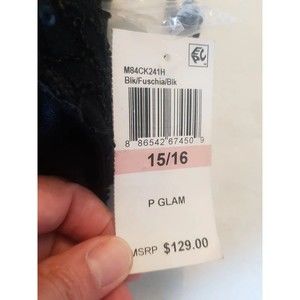 M84CK241H
Blk/Fuschia/Blk
8 86542 67450 9
15/16
P GLAM
MSRP $129.00